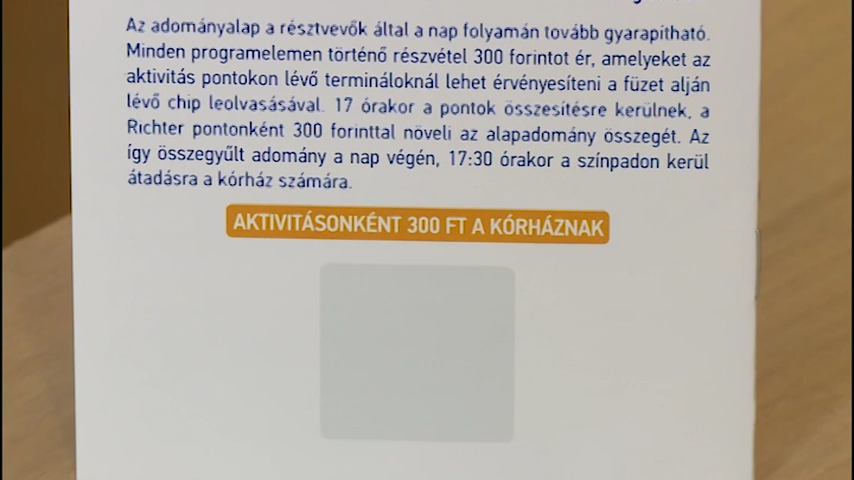 Az adományalap a résztvevők által a nap folyamán tovább gyarapítható.
Minden programelemen történő részvétel 300 forintot ér, amelyeket az
aktivitás pontokon lévő termináloknál lehet érvényesíteni a füzet alján
lévő chip leolvasásával. 17 órakor a pontok összesítésre kerülnek, a
Richter pontonként 300 forinttal növeli az alapadomány összegét. Az
így összegyűlt adomány a nap végén, 17:30 órakor a színpadon kerül
átadásra a kórház számára.
AKTIVITÁSONKÉNT 300 FT A KÓRHÁZNAK